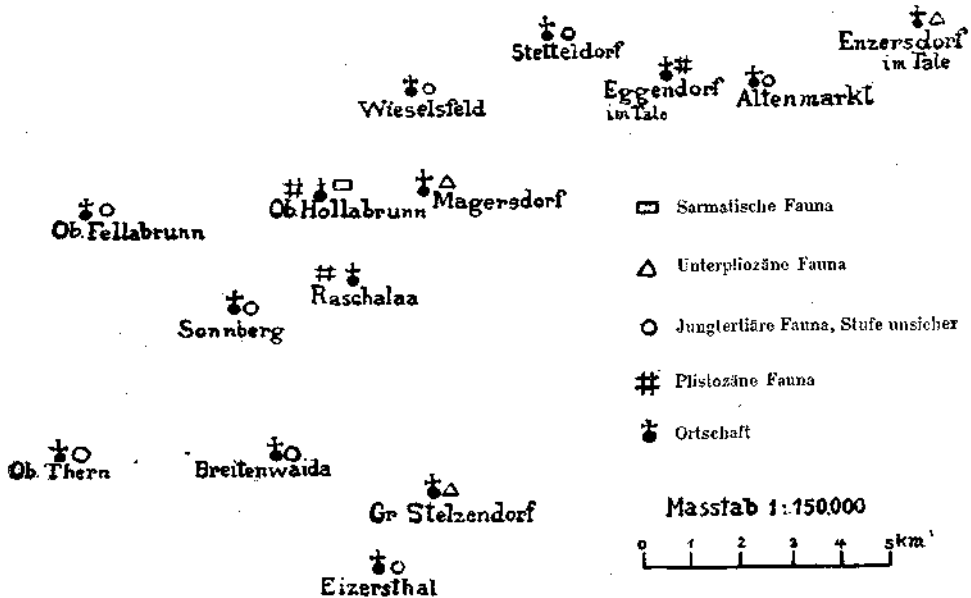 Stetteldorf
Enzersdorf
im Tale
Wieselsfeld
Eggendorf
im Tale
Altenmarkt
Ob. Fellabrunn
Ob. Hollabrunn
Magersdorf
Sarmatische Fauna
Unterpliozäne Fauna
Raschalaa
Sonnberg
Jungtertiäre Fauna, Stufe unsicher
Plistozäne Fauna
Ortschaft
Ob. Thern
Breitenwaida
Gr Stelzendorf
Masstab 1:150.000
0 1 2 3 4 5 km
Eizersthal